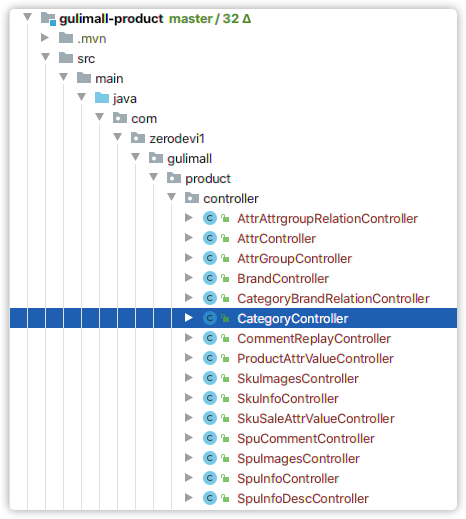 gulimall-product master / 32 Δ
.mvn
src
main
java
com
zerodevi1
gulimall
product
controller
AttrAttrgroupRelationController
AttrController
AttrGroupController
BrandController
CategoryBrandRelationController
CategoryController
CommentReplayController
ProductAttrValueController
SkuImagesController
SkuInfoController
SkuSaleAttrValueController
SpuCommentController
SpuImagesController
SpuInfoController
SpuInfoDescController